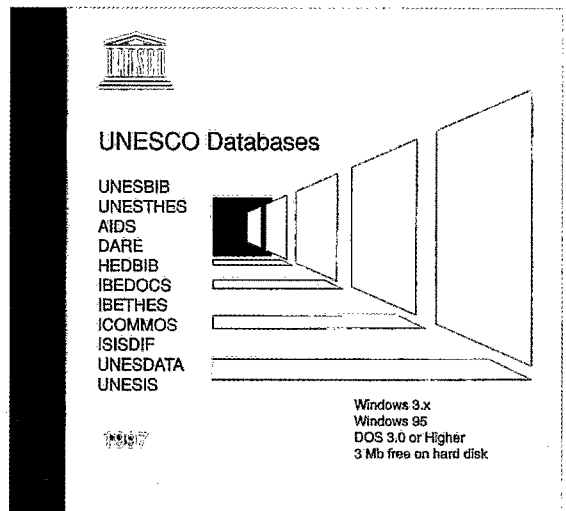 UNESCO
UNESCO Databases
UNESBIB
UNESTHES
AIDS
DARE
HEDBIB
IBEDOCS
IBETHES
ICOMMOS
ISISDIF
UNESDATA
UNESIS
1997
Windows 3.x
Windows 95
DOS 3.0 or Higher
3 Mb free on hard disk